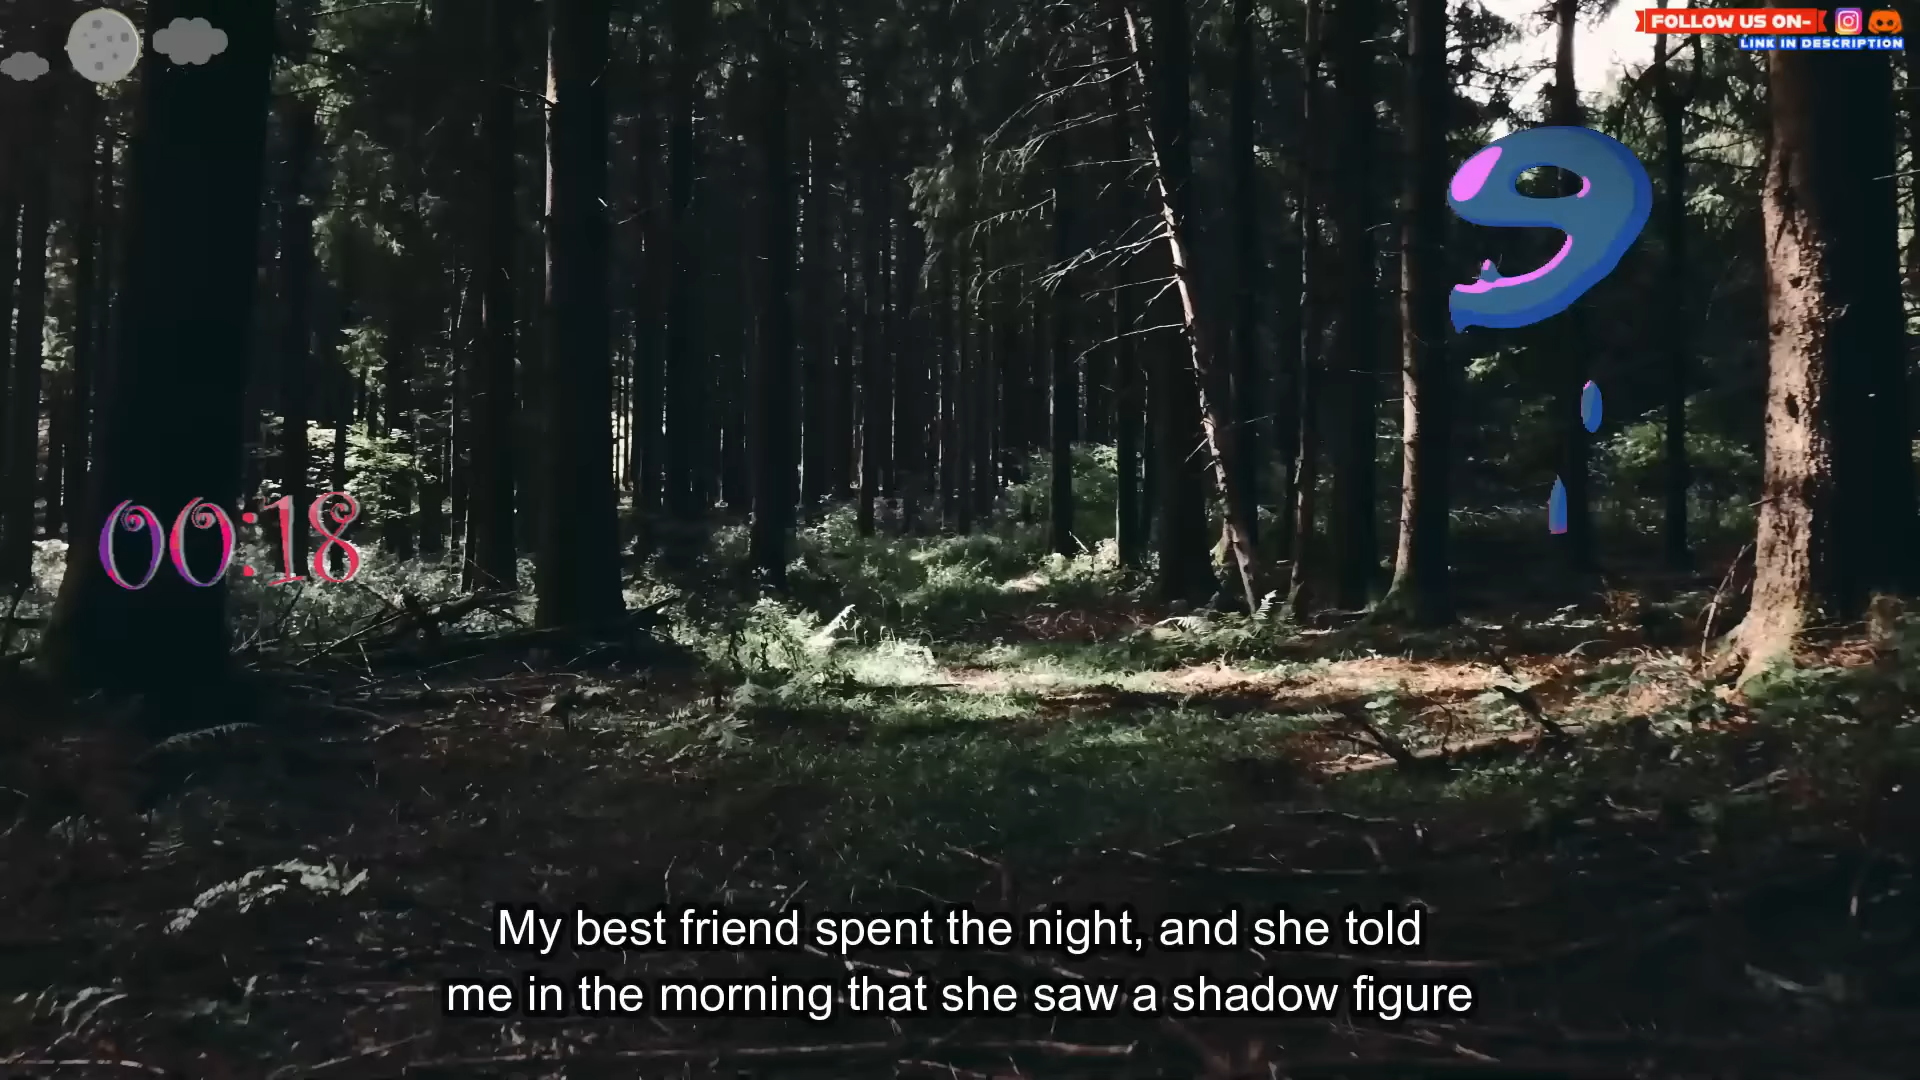 FOLLOW US ON-
LINK IN DESCRIPTION
9
00:18
My best friend spent the night, and she told
me in the morning that she saw a shadow figure